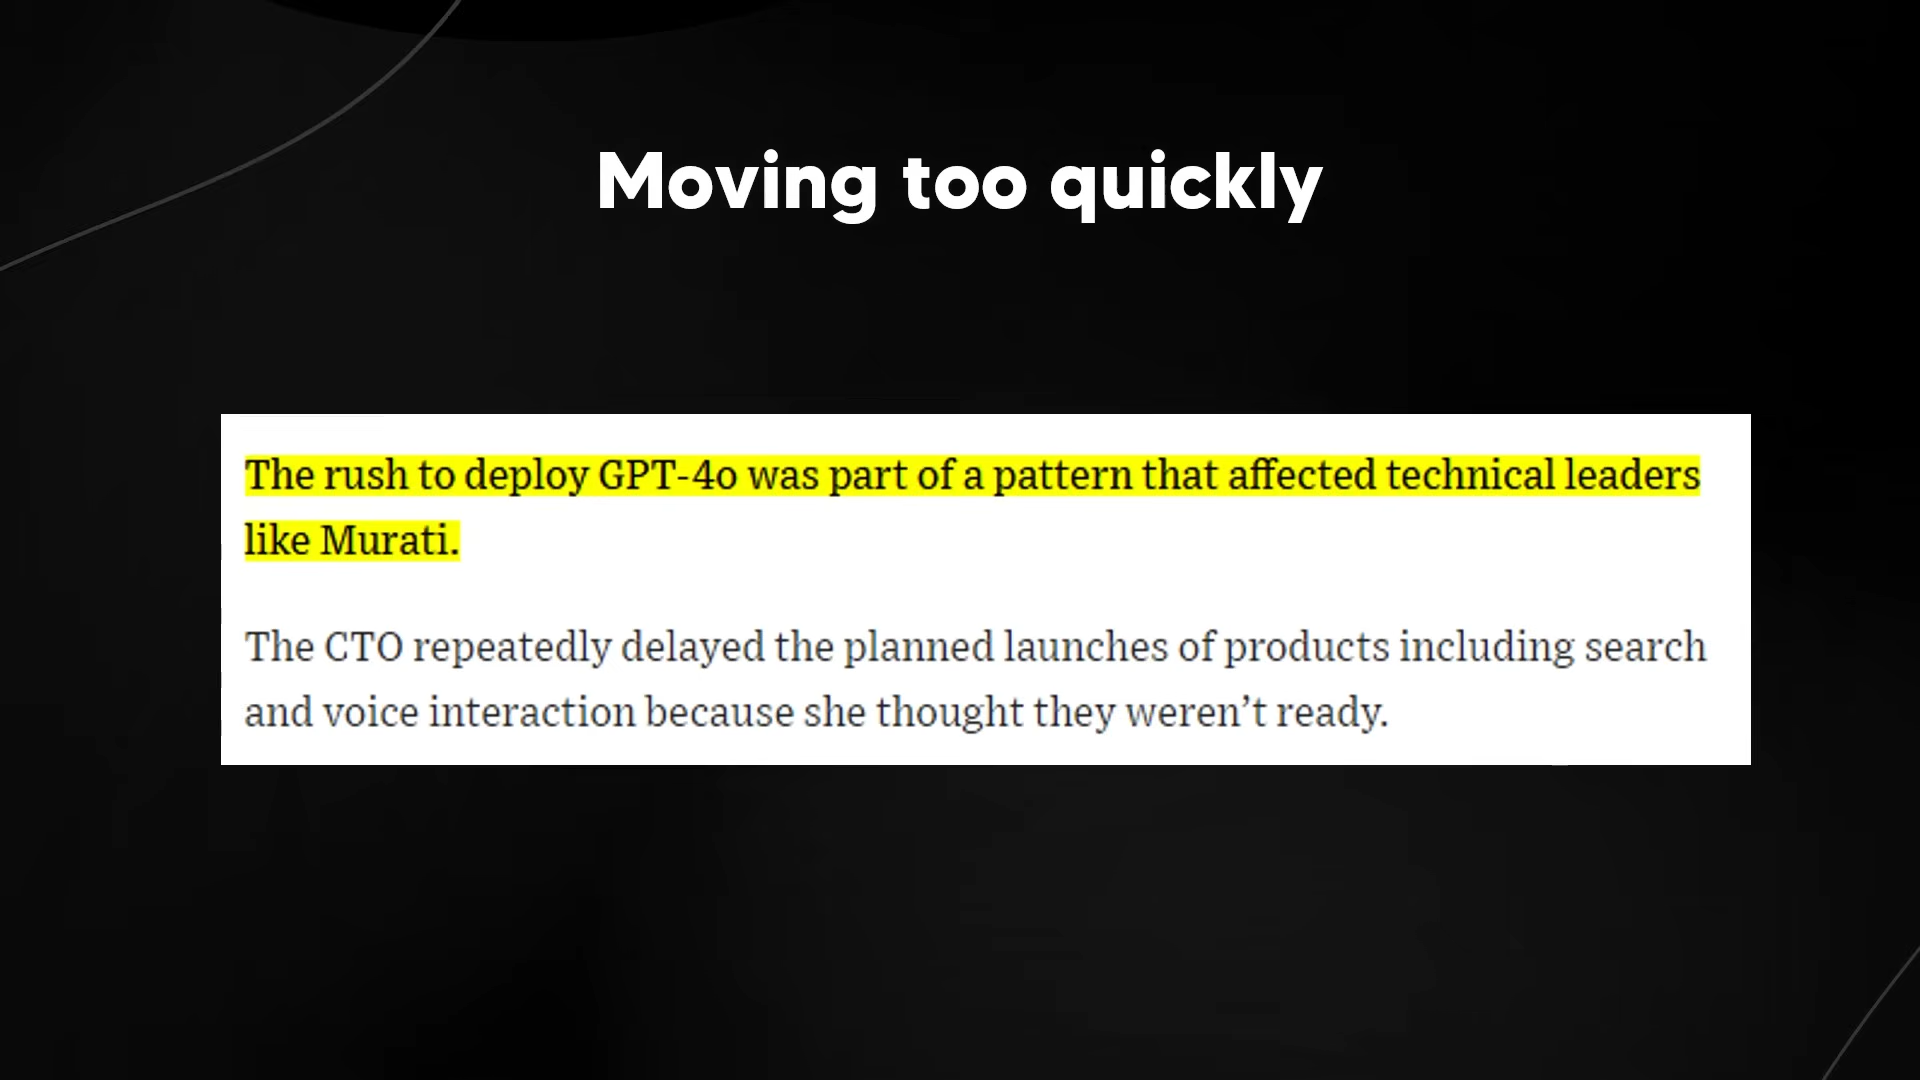 Moving too quickly
The rush to deploy GPT-4o was part of a pattern that affected technical leaders
like Murati.
The CTO repeatedly delayed the planned launches of products including search
and voice interaction because she thought they weren’t ready.